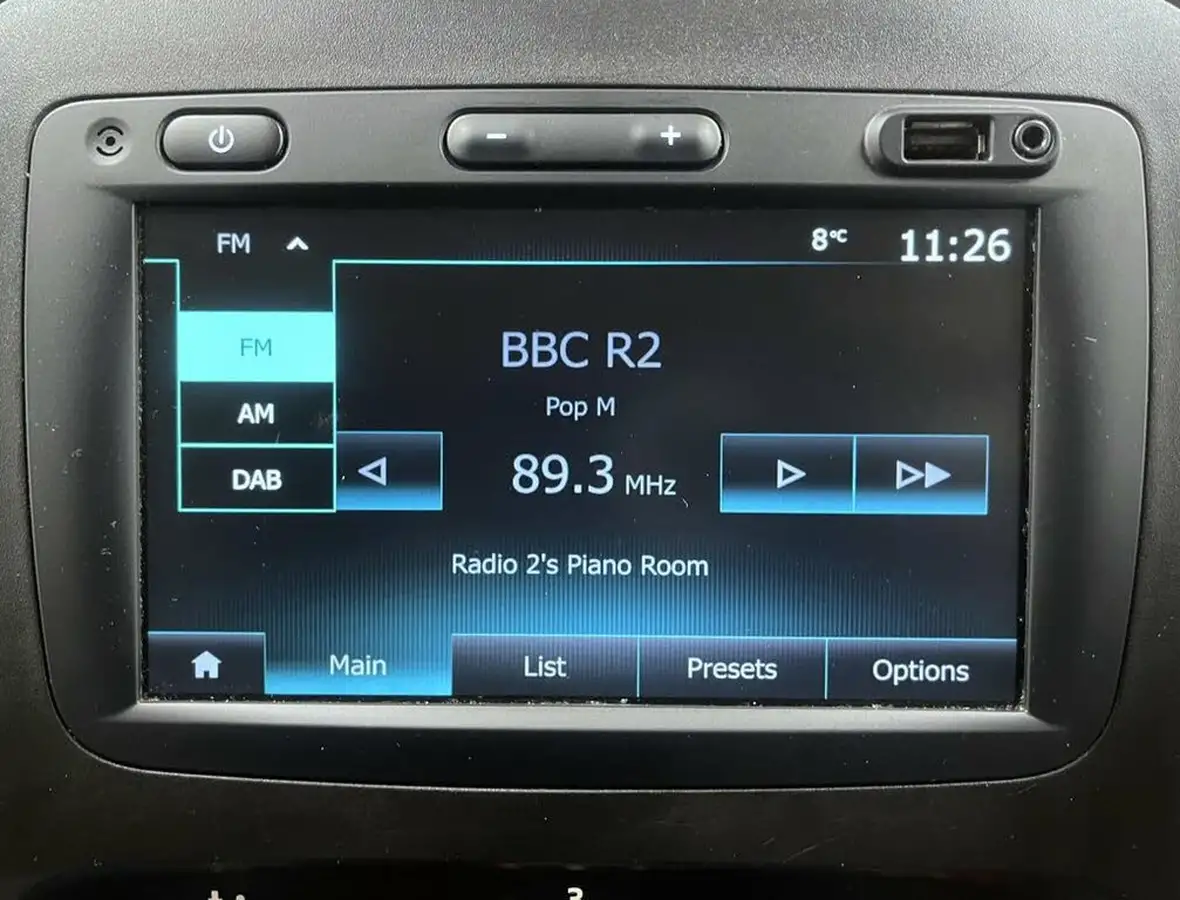 FM
8°C
11:26
FM
AM
DAB
BBC R2
Pop M
89.3 MHz
Radio 2's Piano Room
Main
List
Presets
Options
3